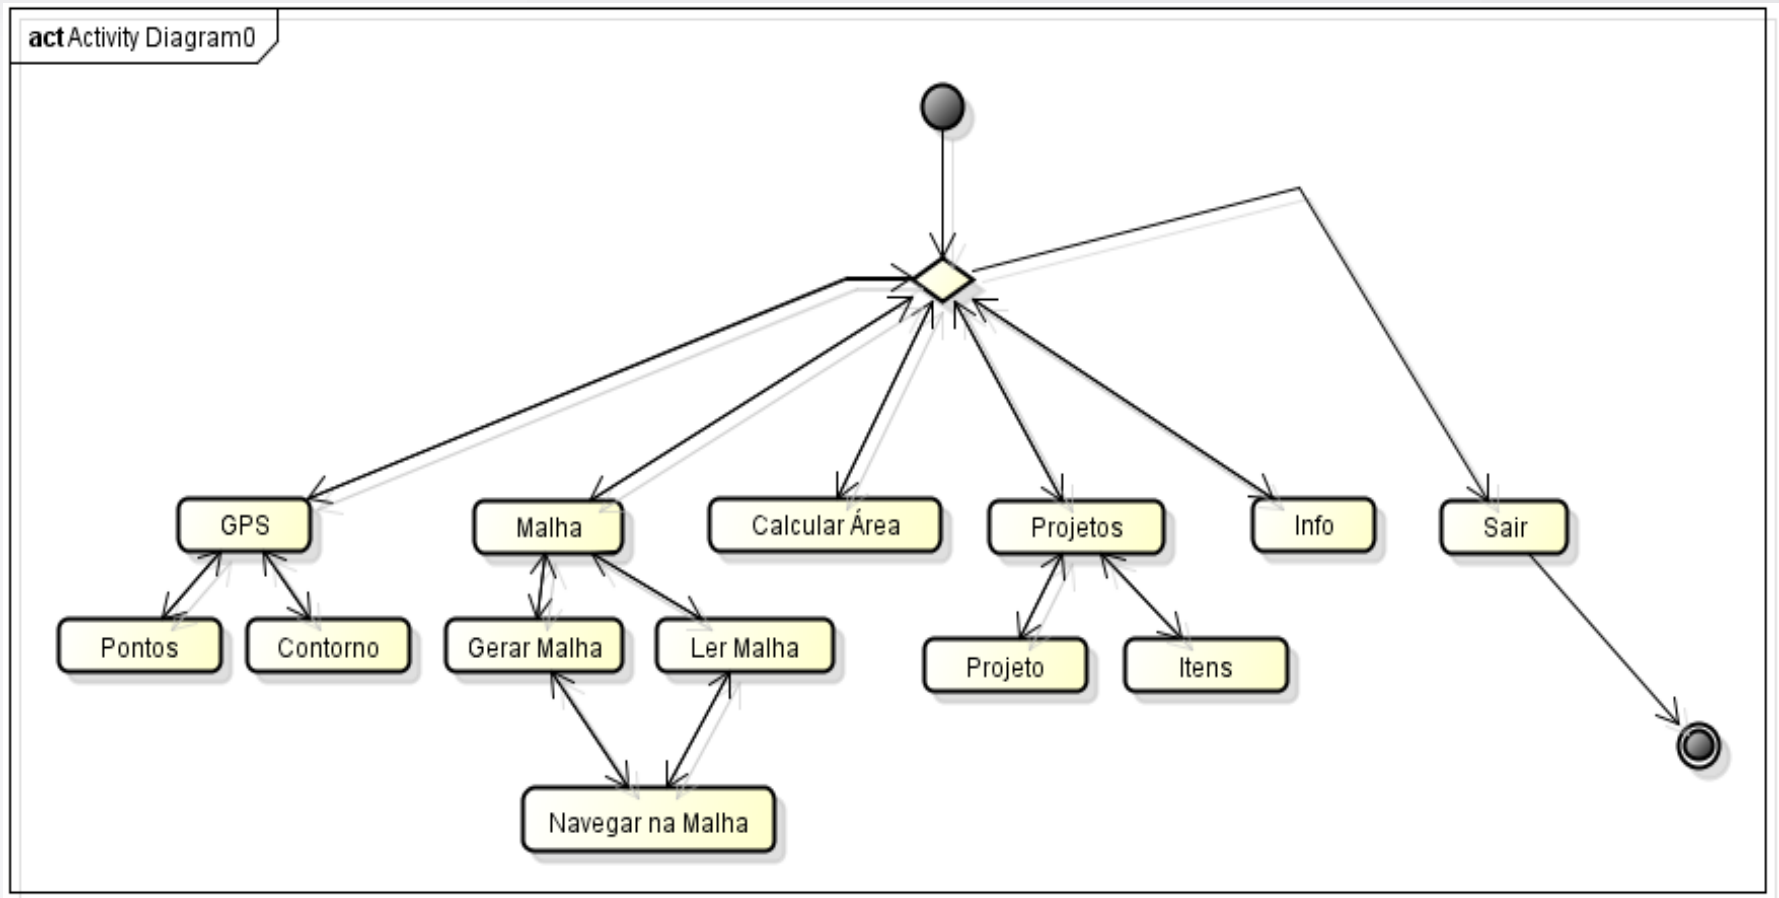 act Activity Diagram0
GPS
Malha
Calcular Área
Projetos
Info
Sair
Pontos
Contorno
Gerar Malha
Ler Malha
Projeto
Itens
Navegar na Malha